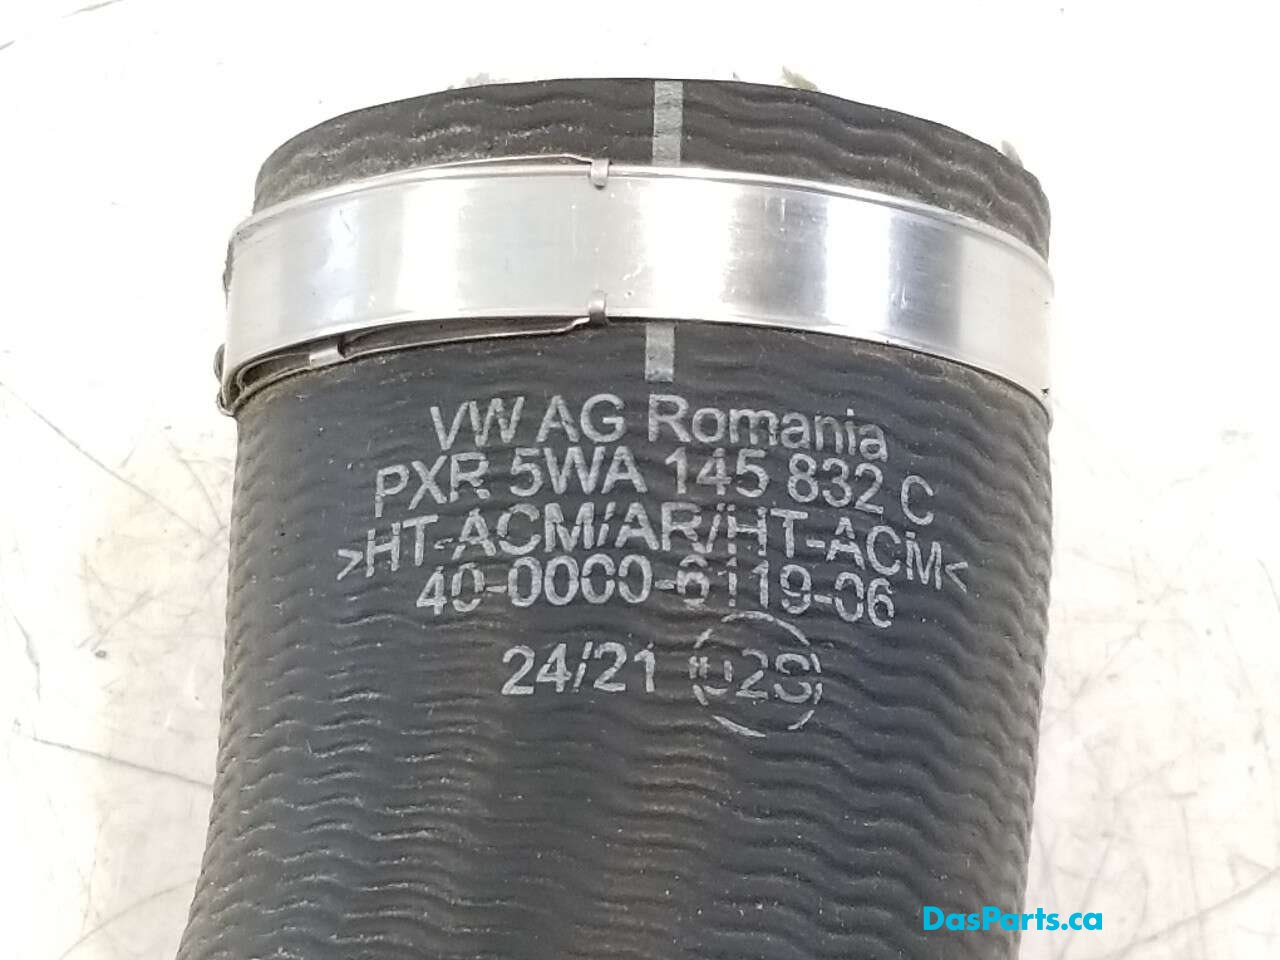 VW AG Romania
PXR 5WA 145 832 C
>HT-ACM/AR/HT-ACM<
40-0000-6119-06
24/21
DasParts.ca